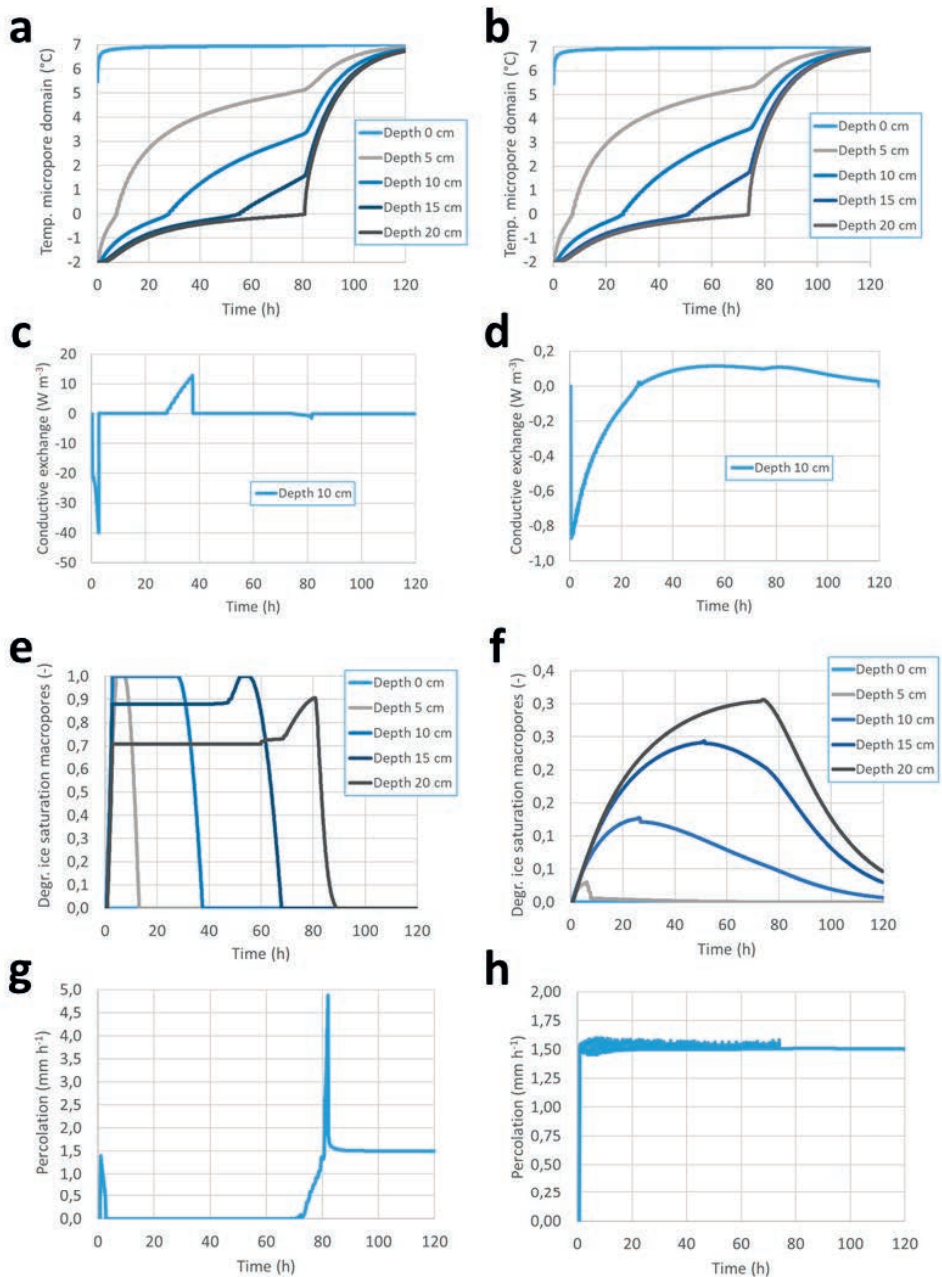 a
Temp. micropore domain (°C)
7
6
5
4
3
2
1
0
-1
-2
0 20 40 60 80 100 120
Time (h)
Depth 0 cm
Depth 5 cm
Depth 10 cm
Depth 15 cm
Depth 20 cm
b
Temp. micropore domain (°C)
7
6
5
4
3
2
1
0
-1
-2
0 20 40 60 80 100 120
Time (h)
Depth 0 cm
Depth 5 cm
Depth 10 cm
Depth 15 cm
Depth 20 cm
c
Conductive exchange (W m-³)
20
10
0
-10
-20
-30
-40
-50
0 20 40 60 80 100 120
Time (h)
Depth 10 cm
d
Conductive exchange (W m-³)
0,2
0,0
-0,2
-0,4
-0,6
-0,8
-1,0
0 20 40 60 80 100 120
Time (h)
Depth 10 cm
e
Degr. ice saturation macropores (-)
1,0
0,9
0,8
0,7
0,6
0,5
0,4
0,3
0,2
0,1
0,0
0 20 40 60 80 100 120
Time (h)
Depth 0 cm
Depth 5 cm
Depth 10 cm
Depth 15 cm
Depth 20 cm
f
Degr. ice saturation macropores (-)
0,4
0,3
0,3
0,2
0,2
0,1
0,1
0,0
0 20 40 60 80 100 120
Time (h)
Depth 0 cm
Depth 5 cm
Depth 10 cm
Depth 15 cm
Depth 20 cm
g
Percolation (mm h-¹)
5,0
4,5
4,0
3,5
3,0
2,5
2,0
1,5
1,0
0,5
0,0
0 20 40 60 80 100 120
Time (h)
h
Percolation (mm h-¹)
2,00
1,75
1,50
1,25
1,00
0,75
0,50
0,25
0,00
0 20 40 60 80 100 120
Time (h)